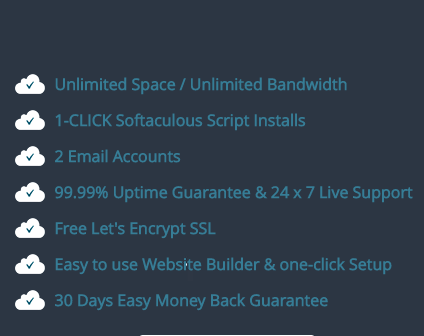 Unlimited Space / Unlimited Bandwidth
1-CLICK Softaculous Script Installs
2 Email Accounts
99.99% Uptime Guarantee & 24 x 7 Live Support
Free Let's Encrypt SSL
Easy to use Website Builder & one-click Setup
30 Days Easy Money Back Guarantee